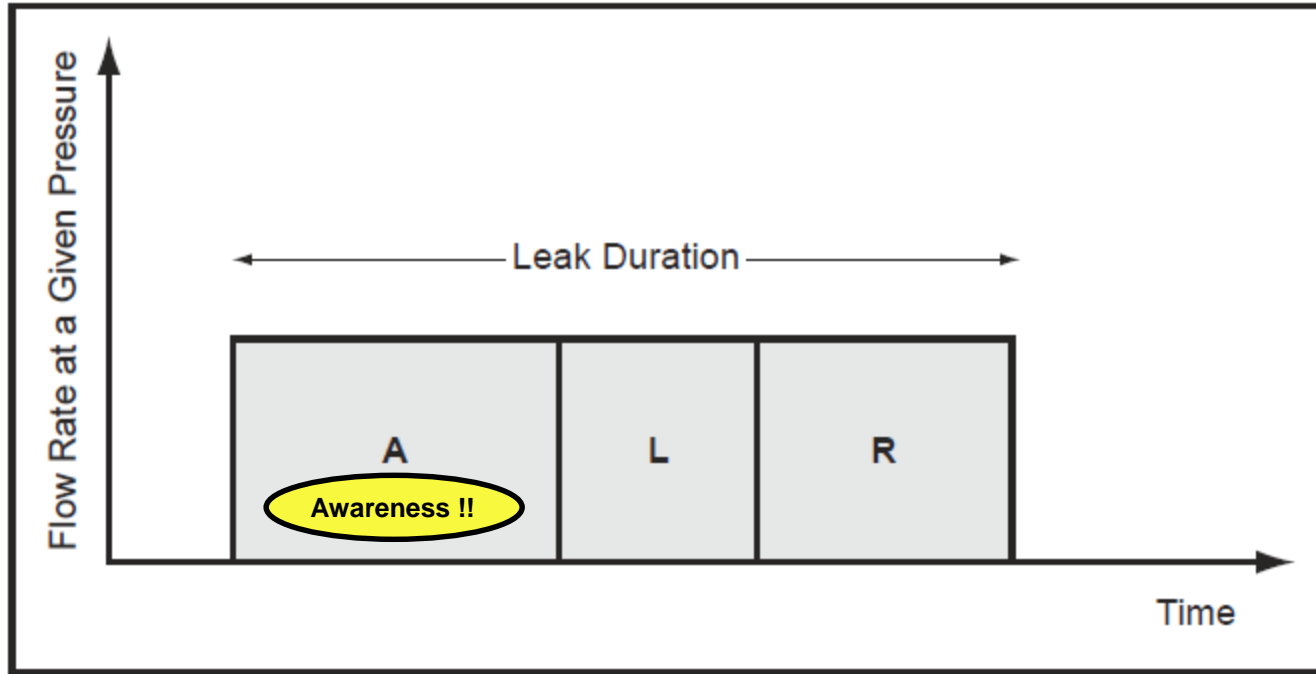 Flow Rate at a Given Pressure
Leak Duration
A
L
R
Awareness !!
Time